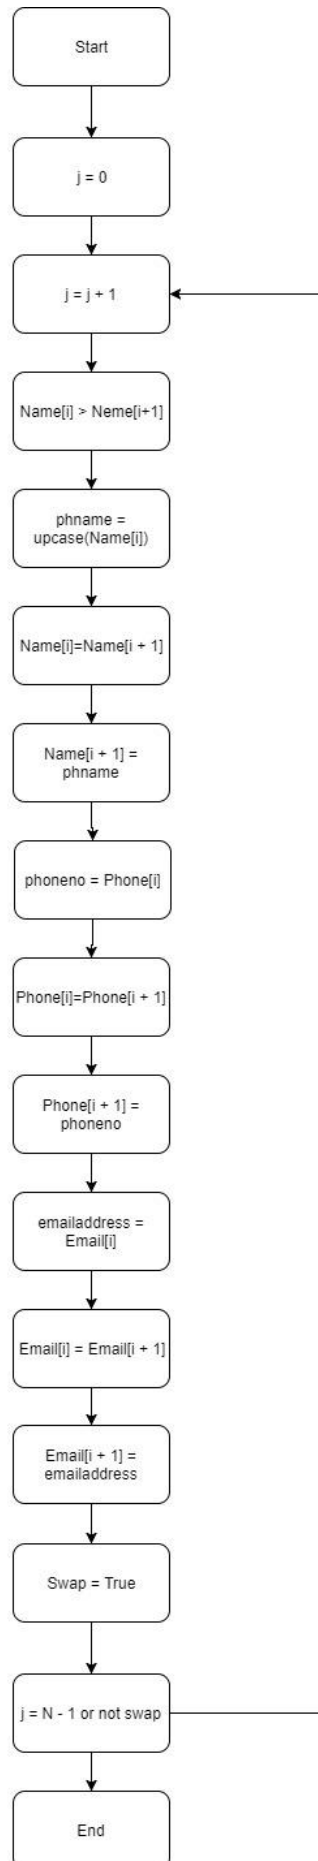 Start
j = 0
j = j + 1
Name[i] > Neme[i+1]
phname =
upcase(Name[i])
Name[i]=Name[i + 1]
Name[i + 1] =
phname
phoneno = Phone[i]
Phone[i]=Phone[i + 1]
Phone[i + 1] =
phoneno
emailaddress =
Email[i]
Email[i] = Email[i + 1]
Email[i + 1] =
emailaddress
Swap = True
j = N - 1 or not swap
End